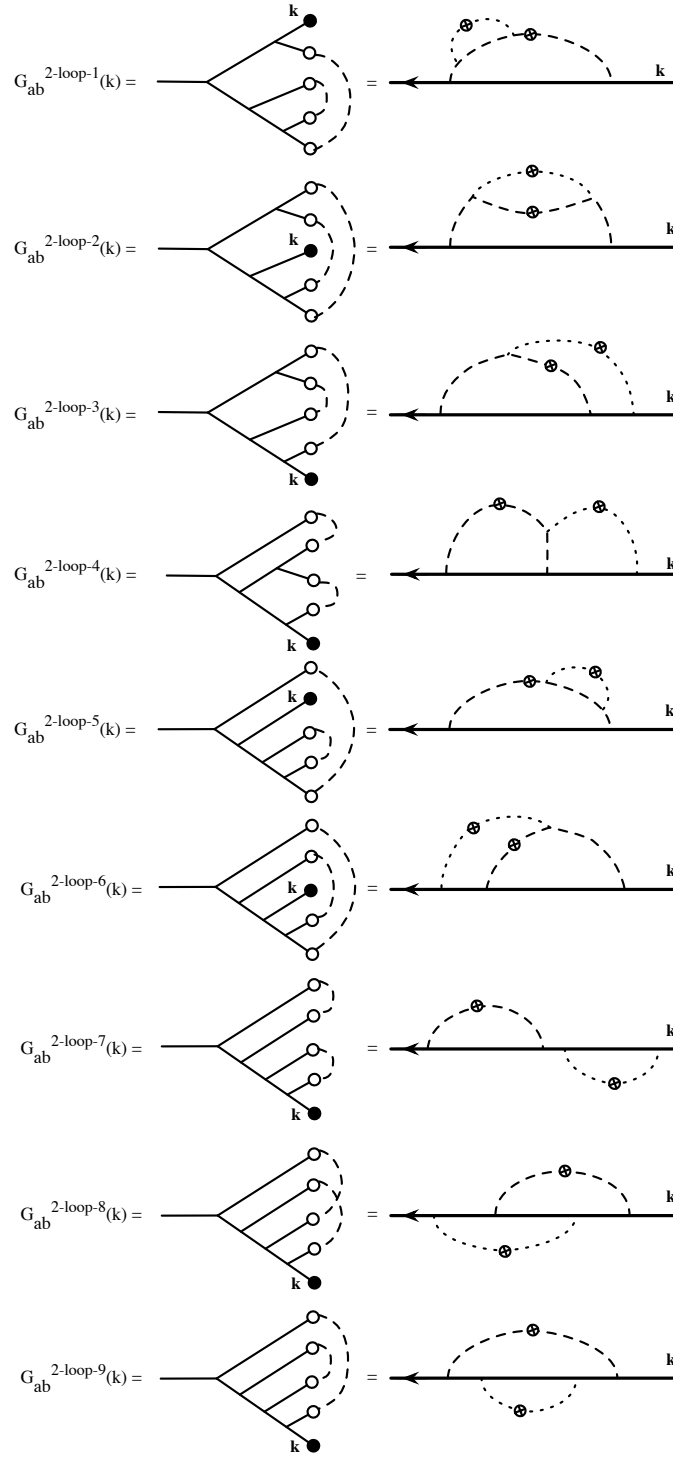 k
G_ab^2-loop-1(k) = = k
k
G_ab^2-loop-2(k) = = k
G_ab^2-loop-3(k) = = k
k
G_ab^2-loop-4(k) = = k
k
k
G_ab^2-loop-5(k) = = k
G_ab^2-loop-6(k) = k = k
G_ab^2-loop-7(k) = = k
k
G_ab^2-loop-8(k) = = k
k
G_ab^2-loop-9(k) = = k
k